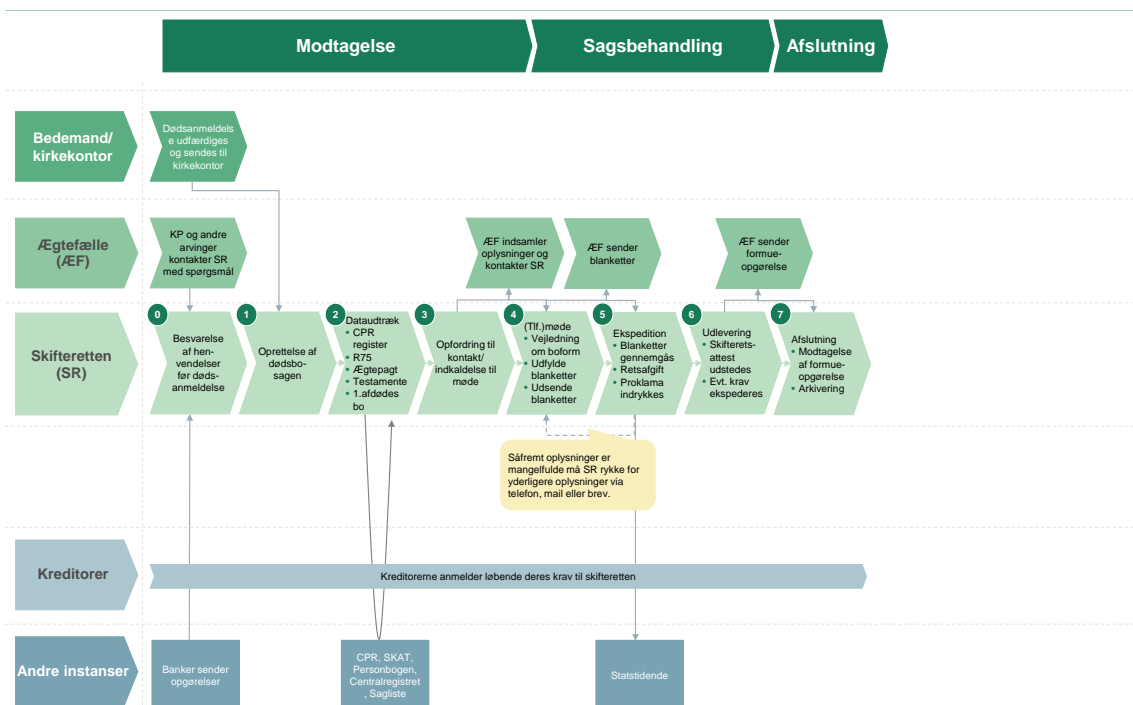 Modtagelse
Sagsbehandling
Afslutning
Bedemand/
kirkekontor
Dødsanmeldels
e udfærdiges
og sendes til
kirkekontor
Ægtefælle
(ÆF)
KP og andre
arvinger
kontakter SR
med spørgsmål
ÆF indsamler
oplysninger og
kontakter SR
ÆF sender
blanketter
ÆF sender
formue-
opgørelse
Skifteretten
(SR)
0
Besvarelse
af hen-
vendelser
før døds-
anmeldelse
1
Oprettelse af
dødsbo-
sagen
2
Dataudtræk
• CPR
register
• R75
• Ægtepagt
• Testamente
• 1.afdødes
bo
3
Opfordring til
kontakt/
indkaldelse til
møde
4
(Tlf.)møde
• Vejledning
om boform
• Udfylde
blanketter
• Udsende
blanketter
5
Ekspedition
• Blanketter
gennemgås
• Retsafgift
• Proklama
indrykkes
6
Udlevering
• Skifterets-
attest
udstedes
• Evt. krav
ekspederes
7
Afslutning
• Modtagelse
af formue-
opgørelse
• Arkivering
Såfremt oplysninger er
mangelfulde må SR rykke for
yderligere oplysninger via
telefon, mail eller brev.
Kreditorer
Kreditorerne anmelder løbende deres krav til skifteretten
Andre instanser
Banker sender
opgørelser
CPR, SKAT,
Personbogen,
Centralregistret
, Sagliste
Statstidende